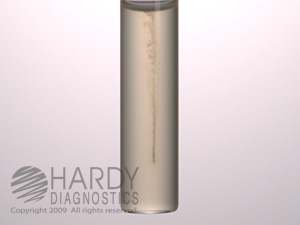 HARDY
DIAGNOSTICS
Copyright 2009 All rights reserved